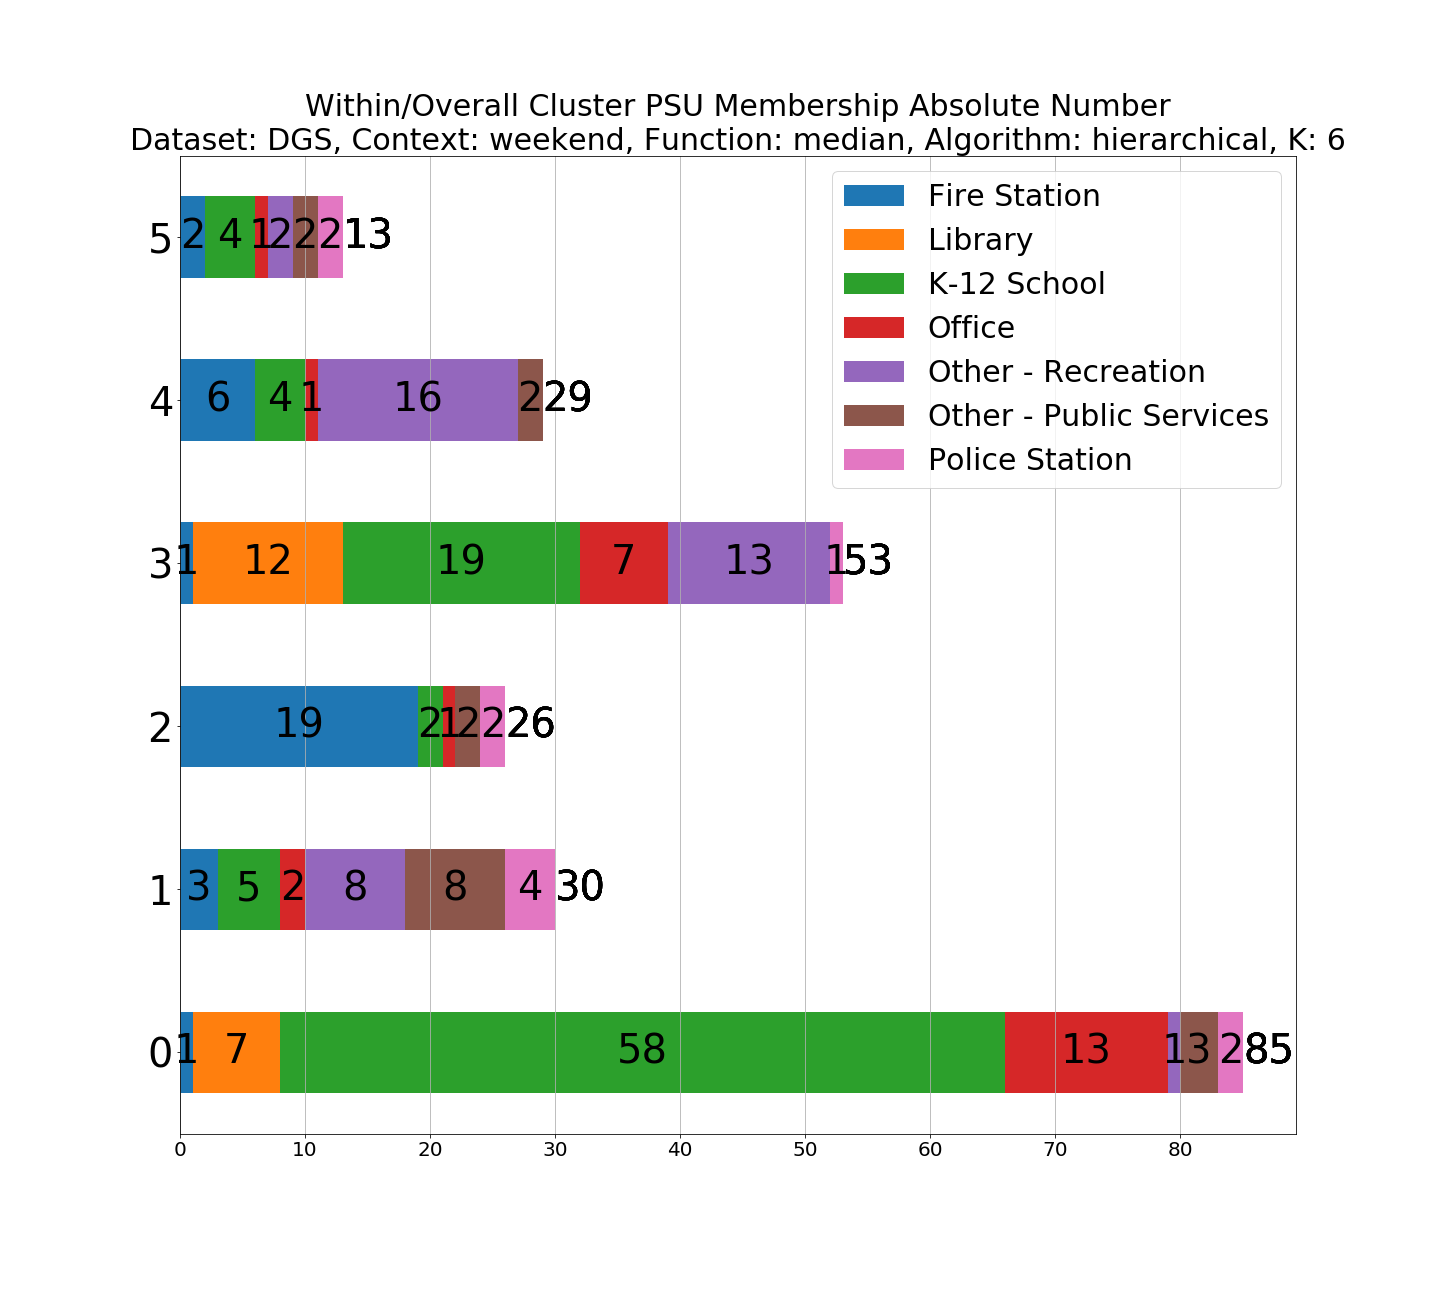 Within/Overall Cluster PSU Membership Absolute Number
Dataset: DGS, Context: weekend, Function: median, Algorithm: hierarchical, K: 6
Fire Station
Library
K-12 School
Office
Other - Recreation
Other - Public Services
Police Station
5 2 4 1 2 2 2 13
4 6 4 1 16 2 29
3 1 12 19 7 13 1 53
2 19 2 1 2 2 26
1 3 5 2 8 8 4 30
0 1 7 58 13 1 3 2 85
0 10 20 30 40 50 60 70 80